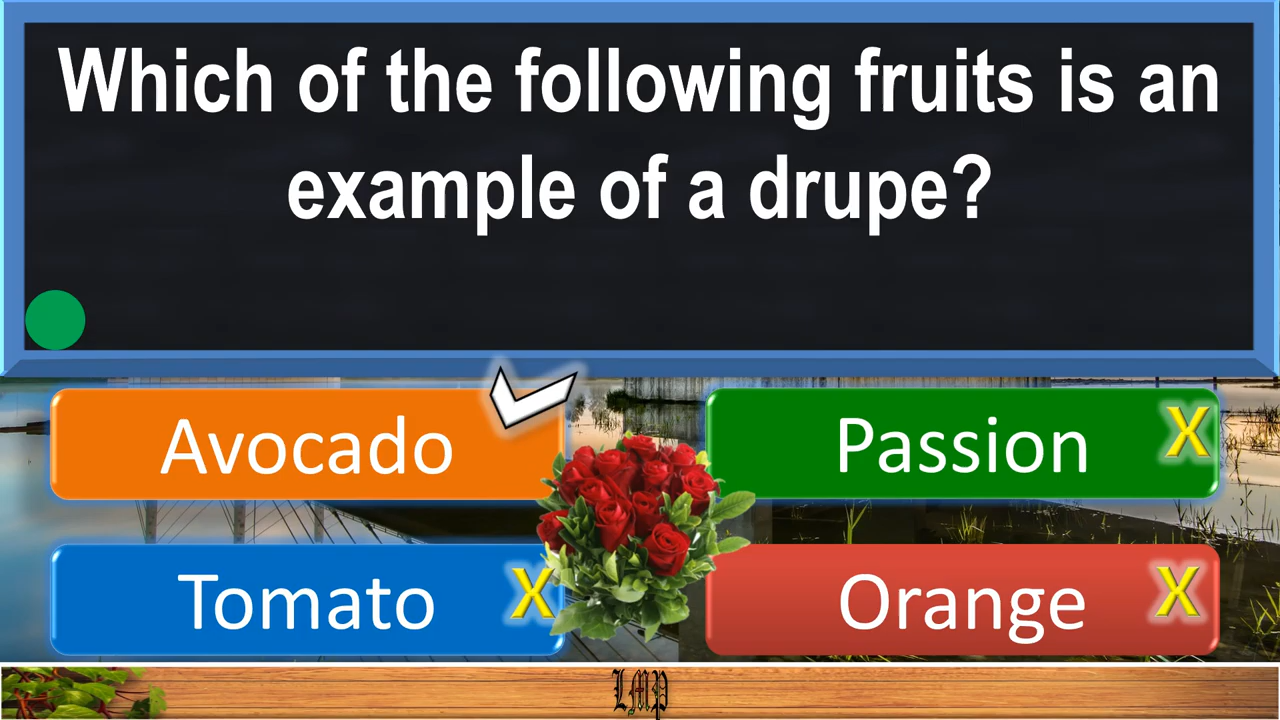 Which of the following fruits is an
example of a drupe?
Avocado
Passion
X
Tomato
X
Orange
X
LMP